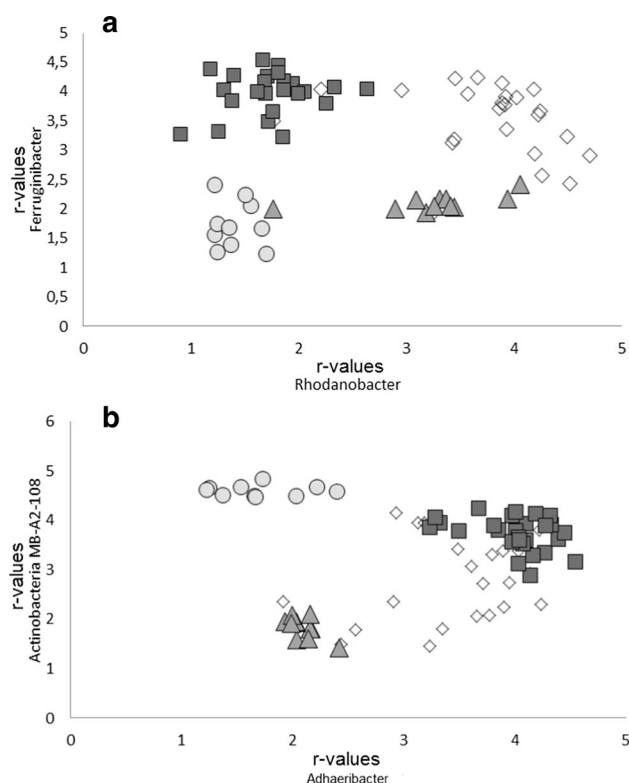 a
5
4,5
4
3,5
3
2,5
2
1,5
1
0,5
0
r-values
Ferruginibacter
0 1 2 3 4 5
r-values
Rhodanobacter
b
6
5
4
3
2
1
0
r-values
Actinobacteria MB-A2-108
0 1 2 3 4 5
r-values
Adhaeribacter